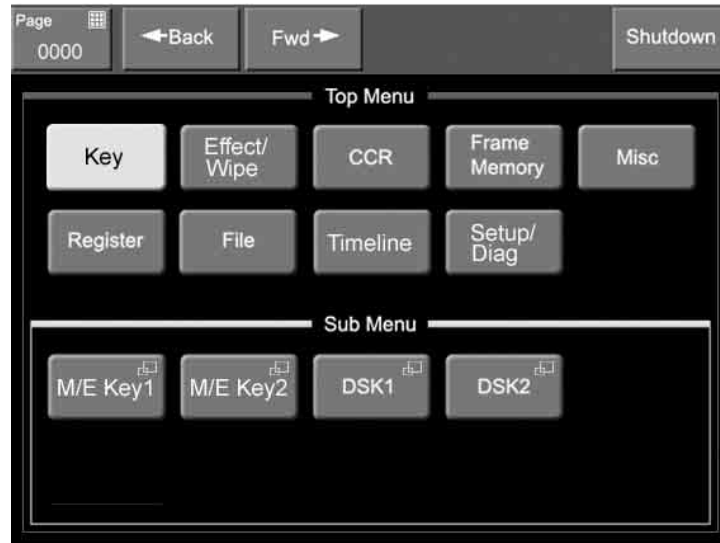 Page
0000
Back
Fwd
Shutdown
Top Menu
Key
Effect/
Wipe
CCR
Frame
Memory
Misc
Register
File
Timeline
Setup/
Diag
Sub Menu
M/E Key1
M/E Key2
DSK1
DSK2